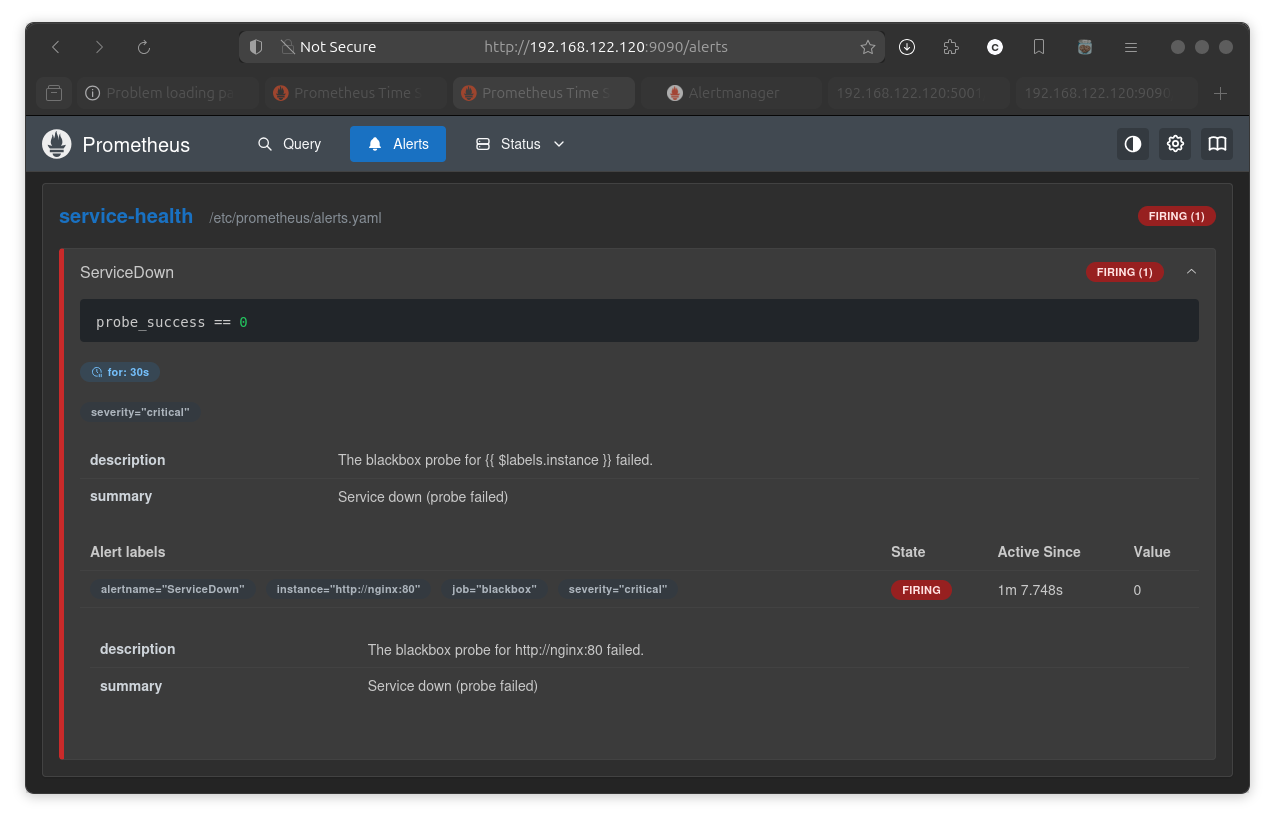 Not Secure http://192.168.122.120:9090/alerts
Problem loading pa Prometheus Time S Prometheus Time S Alertmanager 192.168.122.120:5001 192.168.122.120:9090
Prometheus Query Alerts Status
service-health /etc/prometheus/alerts.yaml FIRING (1)
ServiceDown FIRING (1)
probe_success == 0
for: 30s
severity="critical"
description The blackbox probe for {{ $labels.instance }} failed.
summary Service down (probe failed)
Alert labels State Active Since Value
alertname="ServiceDown" instance="http://nginx:80" job="blackbox" severity="critical" FIRING 1m 7.748s 0
description The blackbox probe for http://nginx:80 failed.
summary Service down (probe failed)